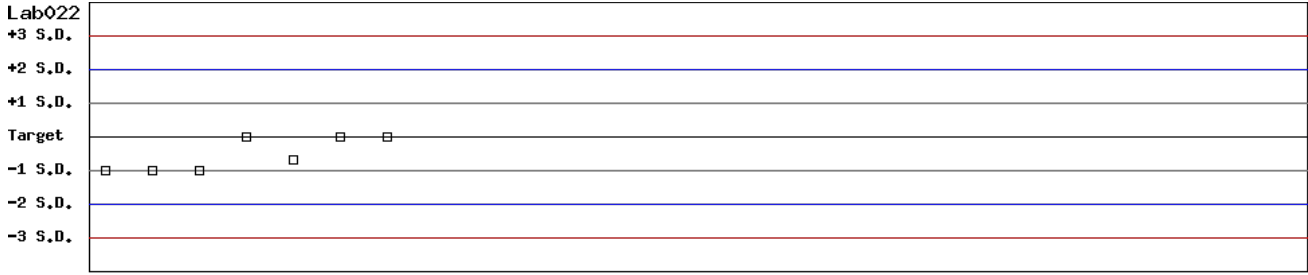 Lab022
+3 S.D.
+2 S.D.
+1 S.D.
Target
-1 S.D.
-2 S.D.
-3 S.D.